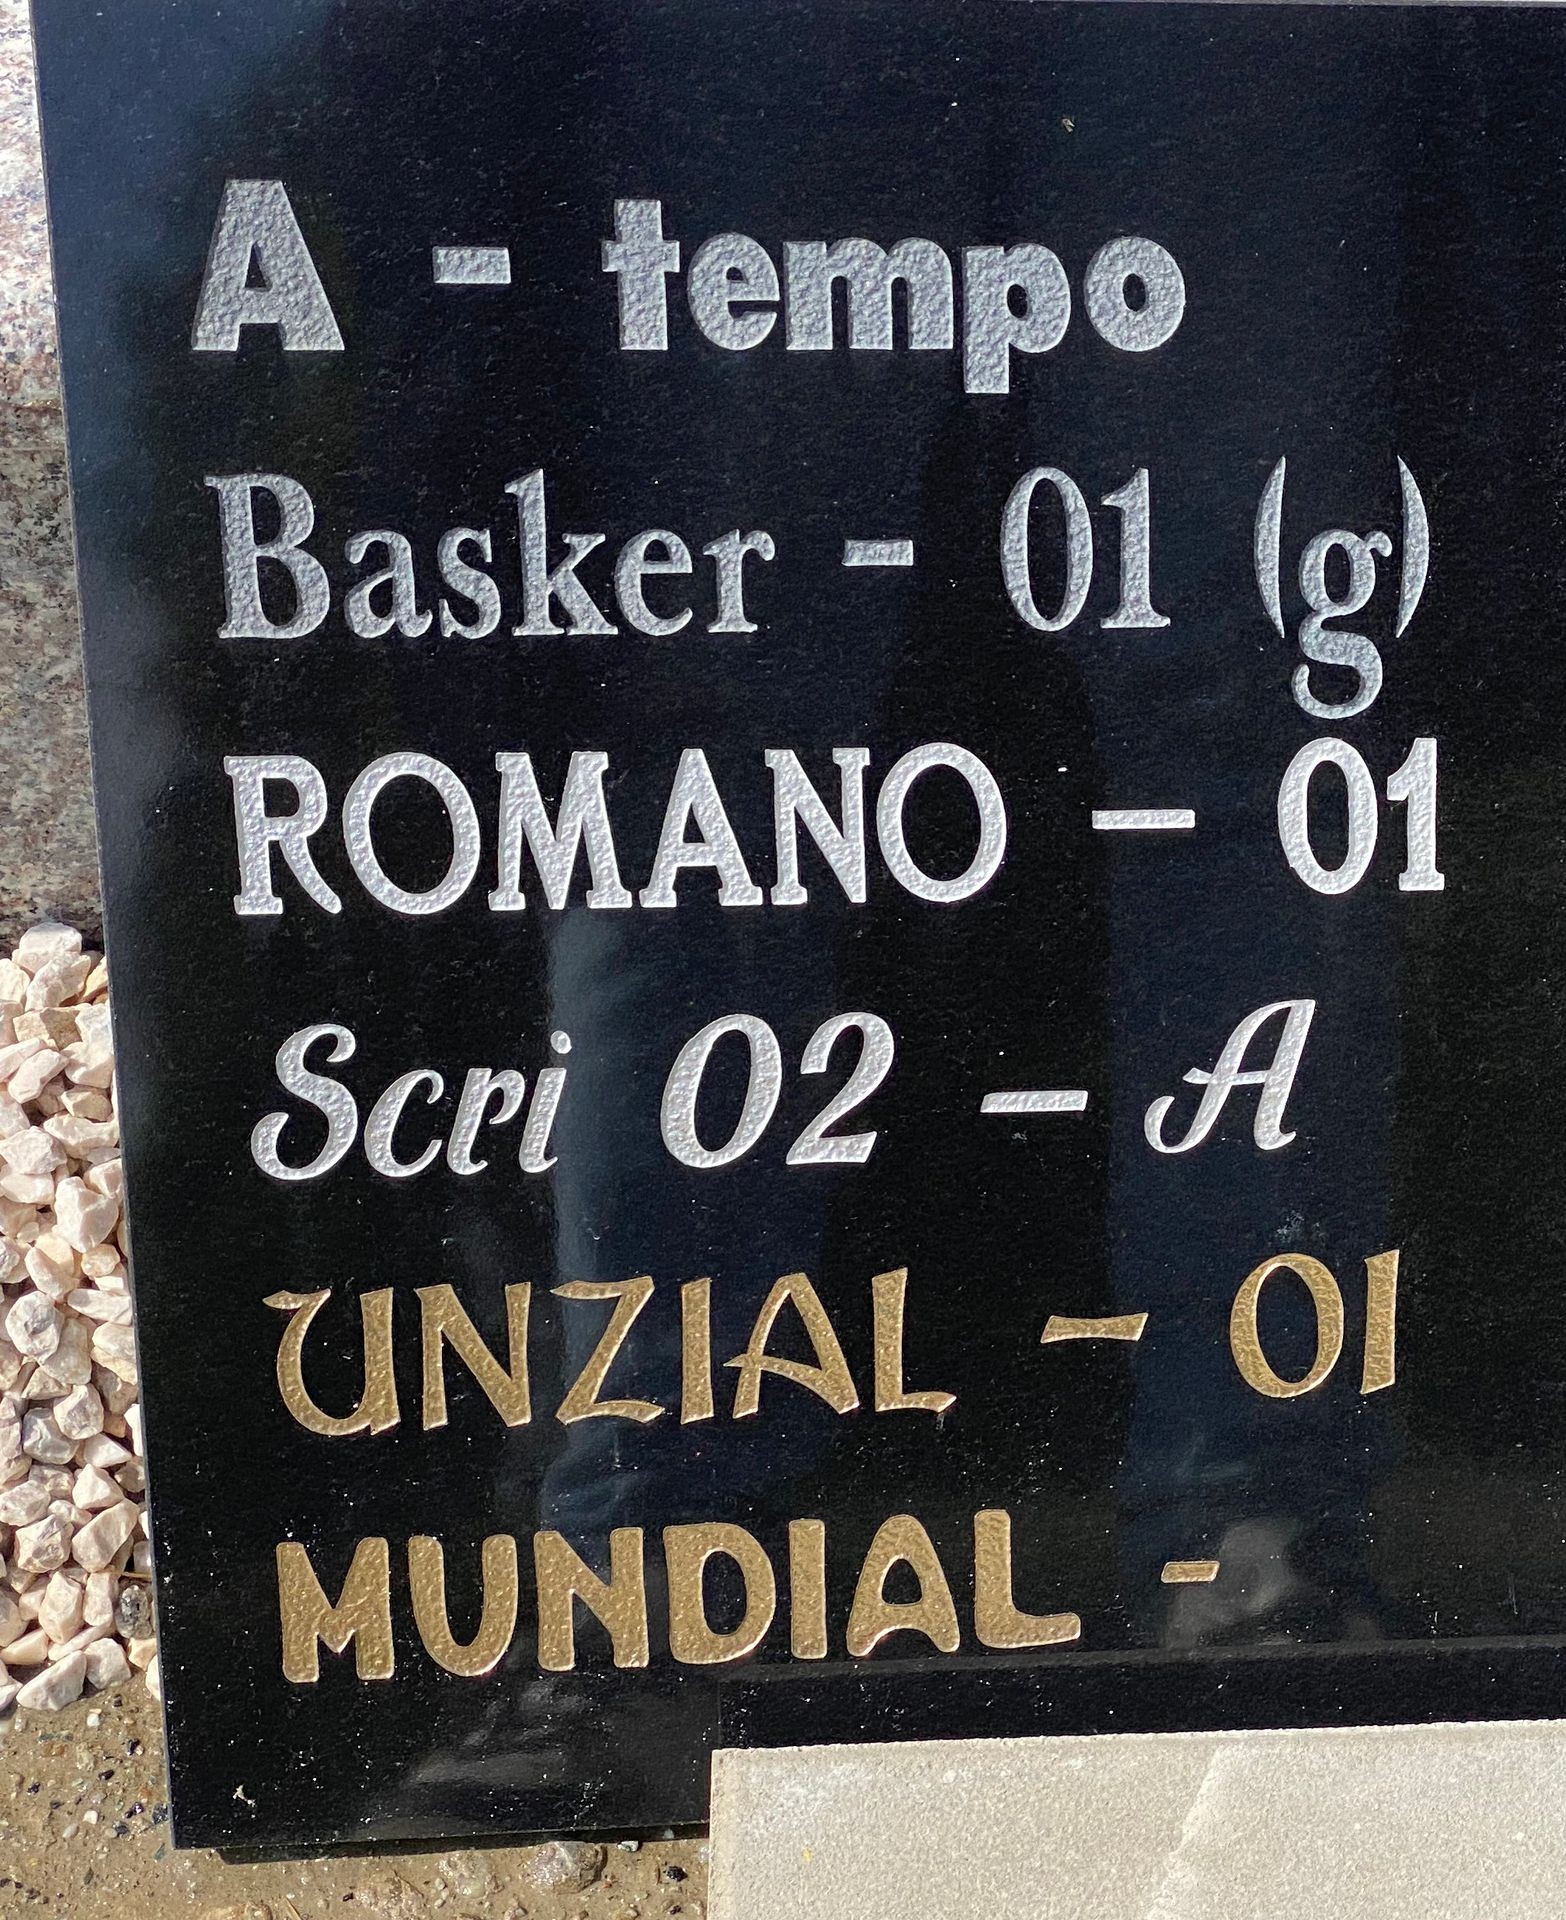 A - tempo
Basker - 01 (g)
ROMANO - 01
Scri 02 - A
UNZIAL - 01
MUNDIAL -